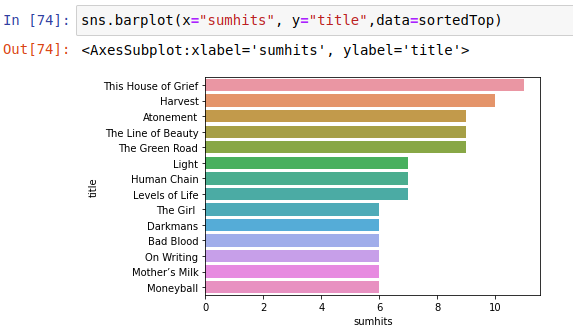 In [74]: sns.barplot(x="sumhits", y="title",data=sortedTop)
Out[74]: <AxesSubplot:xlabel='sumhits', ylabel='title'>
This House of Grief
Harvest
Atonement
The Line of Beauty
The Green Road
Light
Human Chain
Levels of Life
The Girl
Darkmans
Bad Blood
On Writing
Mother's Milk
Moneyball
title
0 2 4 6 8 10
sumhits